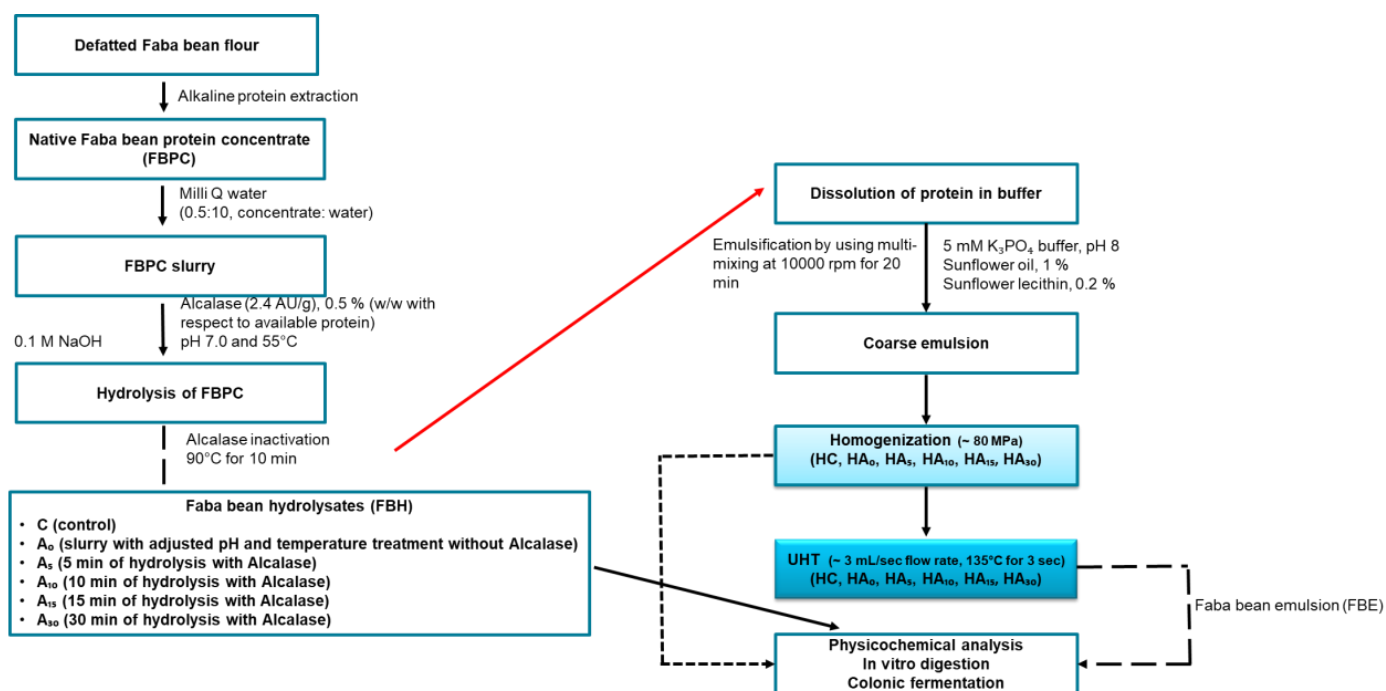 Defatted Faba bean flour
Alkaline protein extraction
Native Faba bean protein concentrate
(FBPC)
Milli Q water
(0.5:10, concentrate: water)
FBPC slurry
Alcalase (2.4 AU/g), 0.5 % (w/w with
respect to available protein)
pH 7.0 and 55°C
0.1 M NaOH
Hydrolysis of FBPC
Alcalase inactivation
90°C for 10 min
Faba bean hydrolysates (FBH)
• C (control)
• A₀ (slurry with adjusted pH and temperature treatment without Alcalase)
• A₅ (5 min of hydrolysis with Alcalase)
• A₁₀ (10 min of hydrolysis with Alcalase)
• A₁₅ (15 min of hydrolysis with Alcalase)
• A₃₀ (30 min of hydrolysis with Alcalase)
Dissolution of protein in buffer
Emulsification by using multi-
mixing at 10000 rpm for 20
min
5 mM K₃PO₄ buffer, pH 8
Sunflower oil, 1 %
Sunflower lecithin, 0.2 %
Coarse emulsion
Homogenization (~ 80 MPa)
(HC, HA₀, HA₅, HA₁₀, HA₁₅, HA₃₀)
UHT (~ 3 mL/sec flow rate, 135°C for 3 sec)
(HC, HA₀, HA₅, HA₁₀, HA₁₅, HA₃₀)
Faba bean emulsion (FBE)
Physicochemical analysis
In vitro digestion
Colonic fermentation